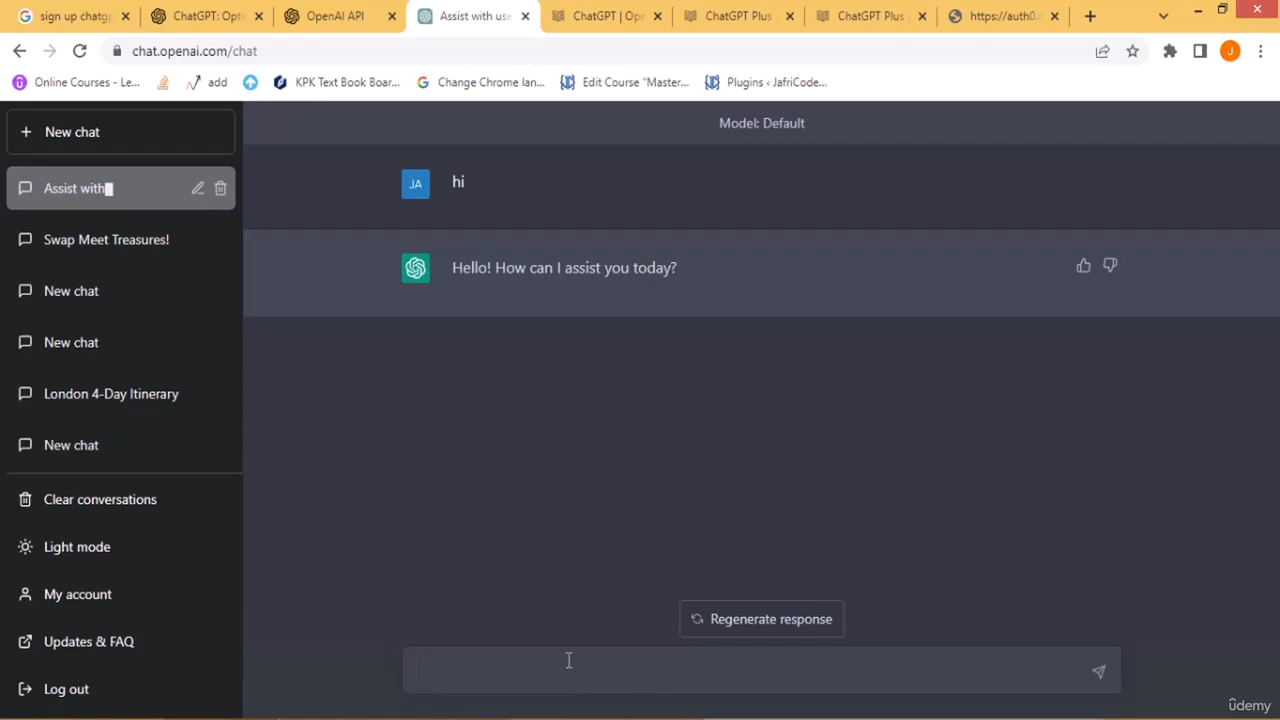 sign up chatg
ChatGPT: Opti
OpenAI API
Assist with use
ChatGPT | Ope
ChatGPT Plus
ChatGPT Plus
https://auth0.
chat.openai.com/chat
J
Online Courses - Le...
add
KPK Text Book Boar...
Change Chrome lan...
Edit Course “Master...
Plugins ‹ JafriCode...
New chat
Model: Default
Assist with
JA
hi
Swap Meet Treasures!
Hello! How can I assist you today?
New chat
New chat
London 4-Day Itinerary
New chat
Clear conversations
Light mode
My account
Regenerate response
Updates & FAQ
Log out
ûdemy